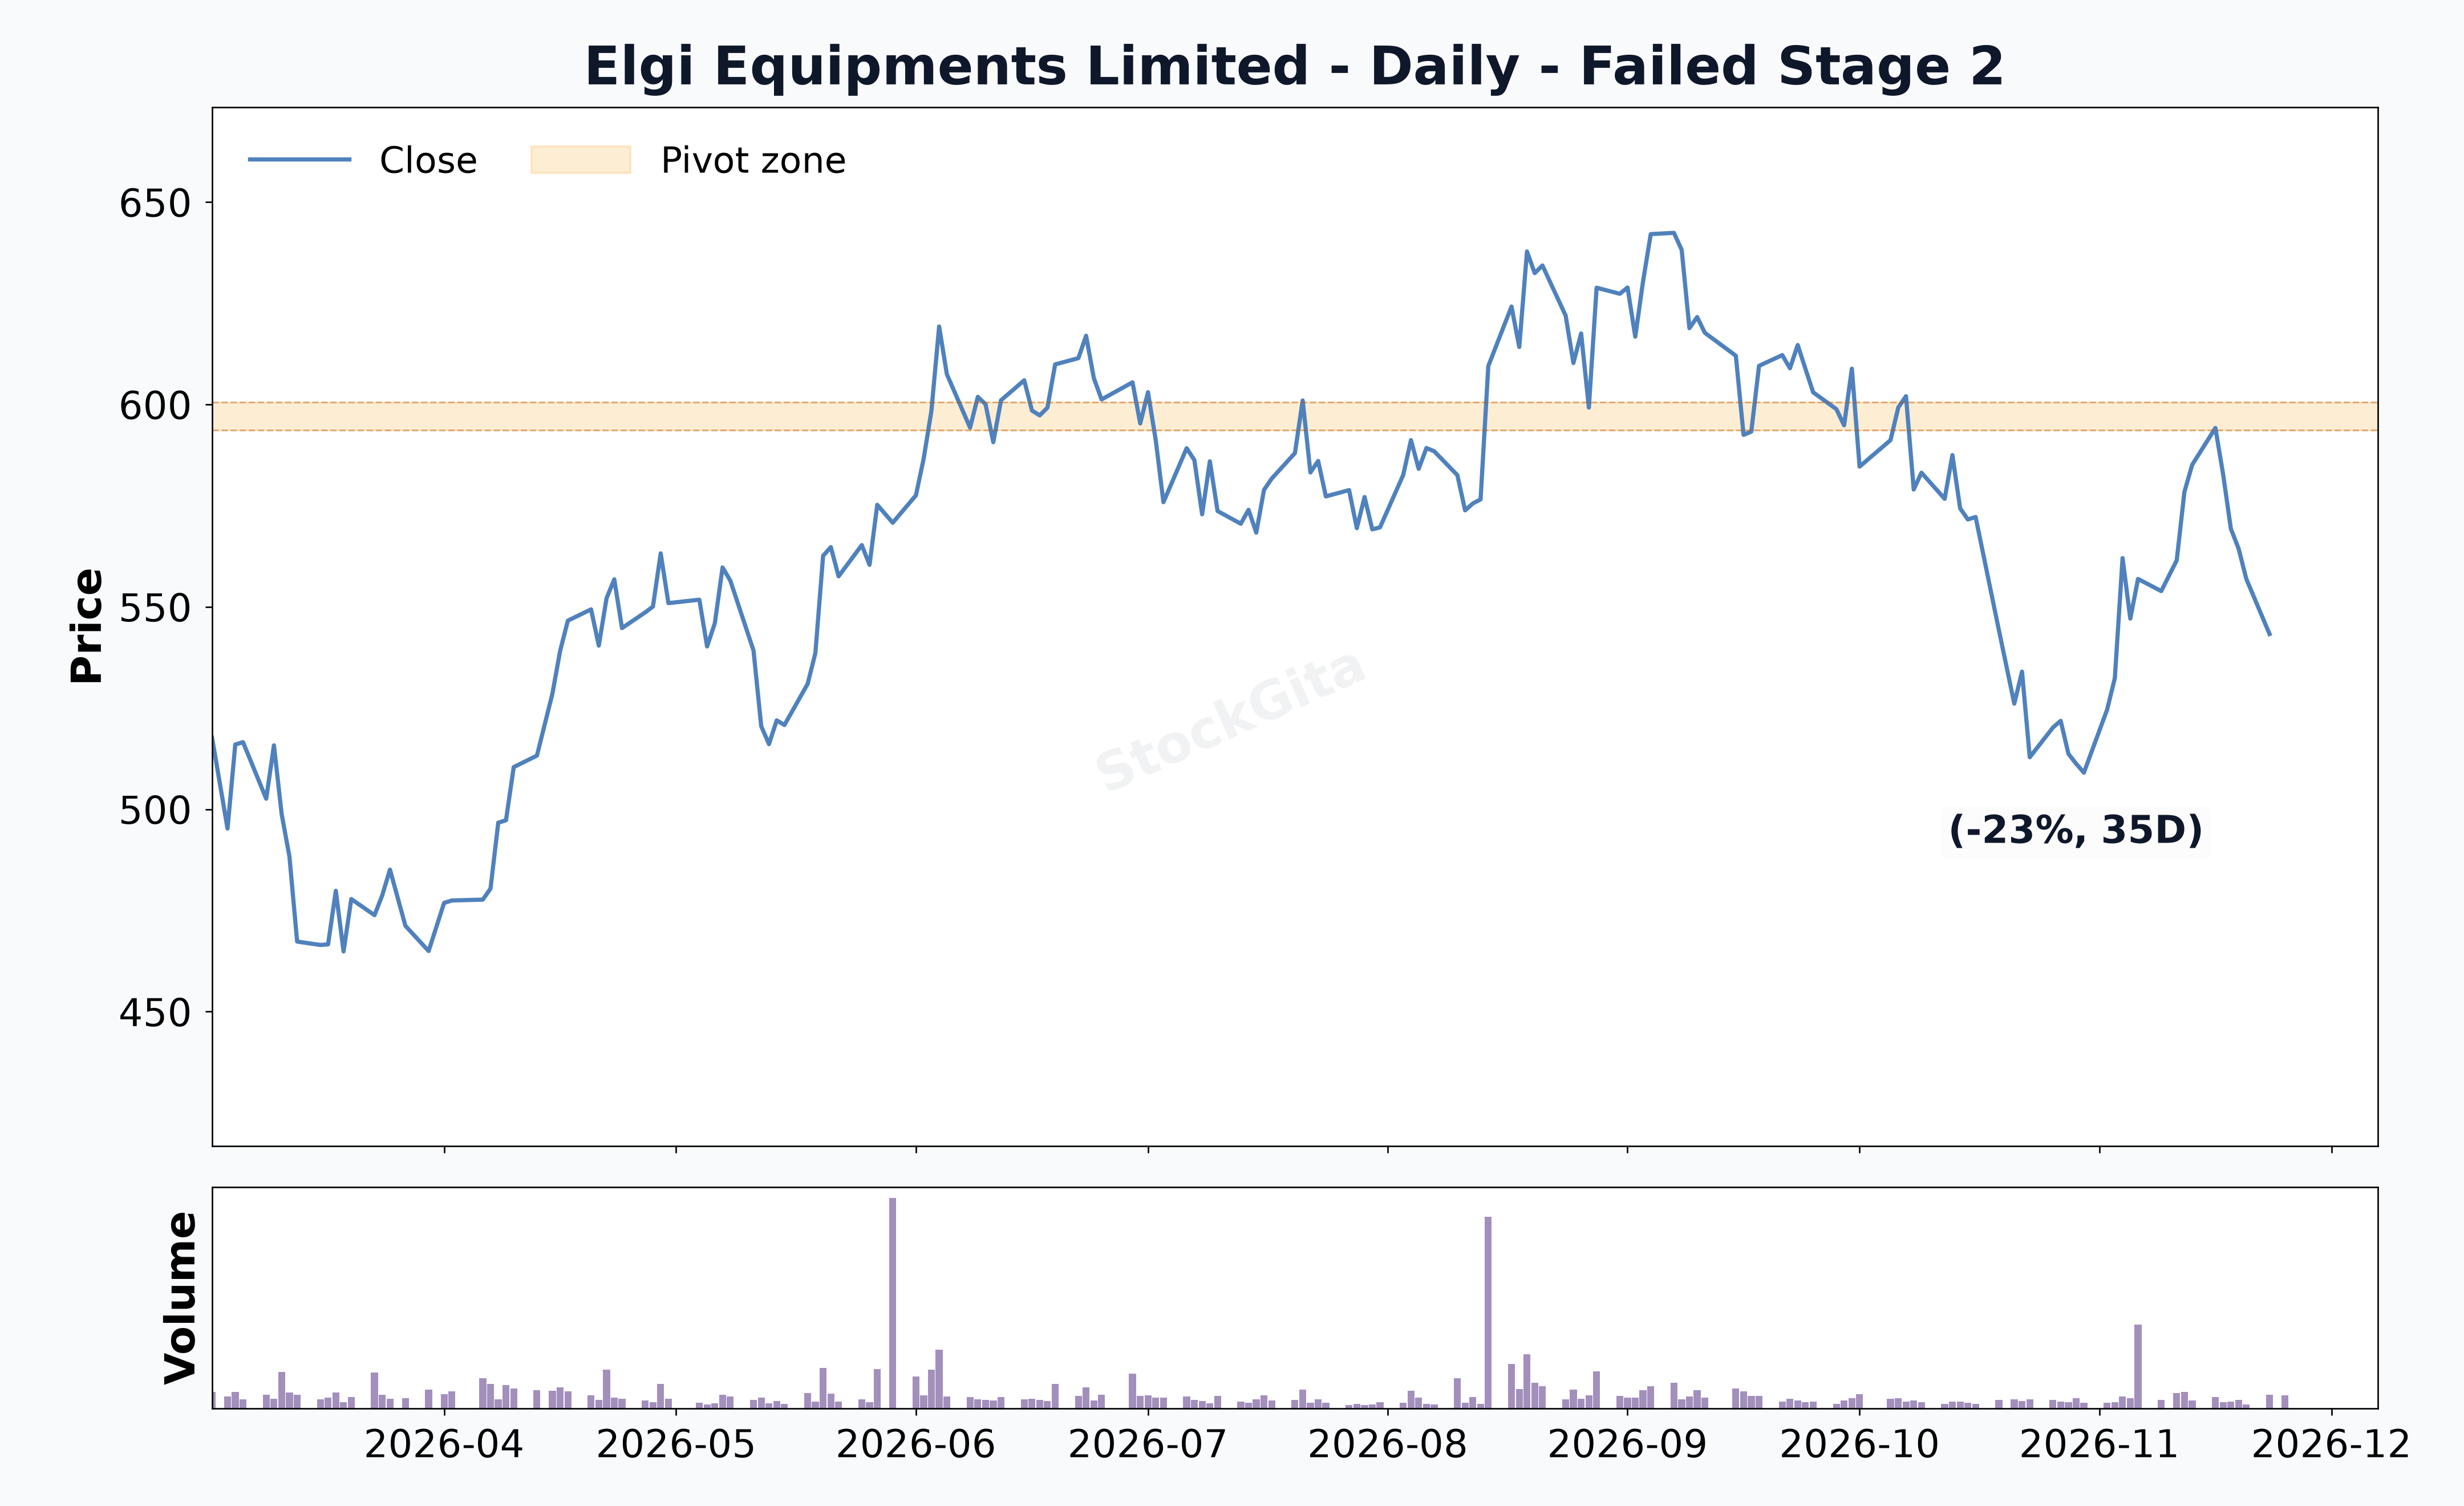 Elgi Equipments Limited - Daily - Failed Stage 2
Close
Pivot zone
650
600
550
500
450
Price
StockGita
(-23%, 35D)
Volume
2026-04
2026-05
2026-06
2026-07
2026-08
2026-09
2026-10
2026-11
2026-12